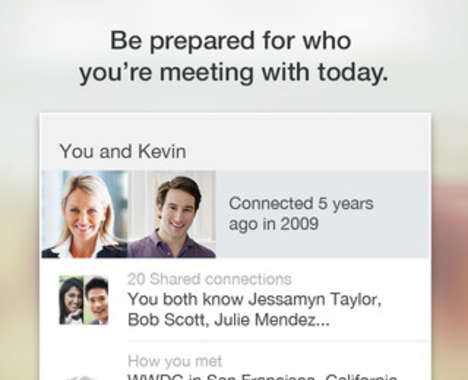 Be prepared for who
you're meeting with today.
You and Kevin
Connected 5 years
ago in 2009
20 Shared connections
You both know Jessamyn Taylor,
Bob Scott, Julie Mendez...
How you met
WWDC in San Francisco, California